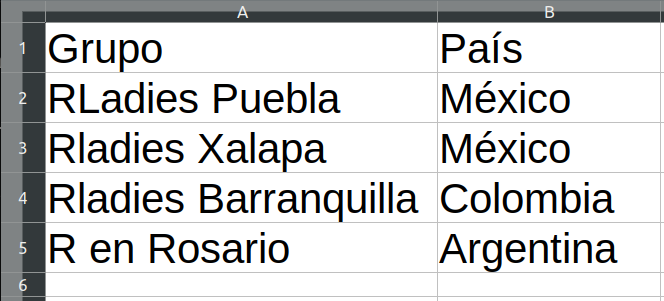 A B
1 Grupo País
2 RLadies Puebla México
3 Rladies Xalapa México
4 Rladies Barranquilla Colombia
5 R en Rosario Argentina
6